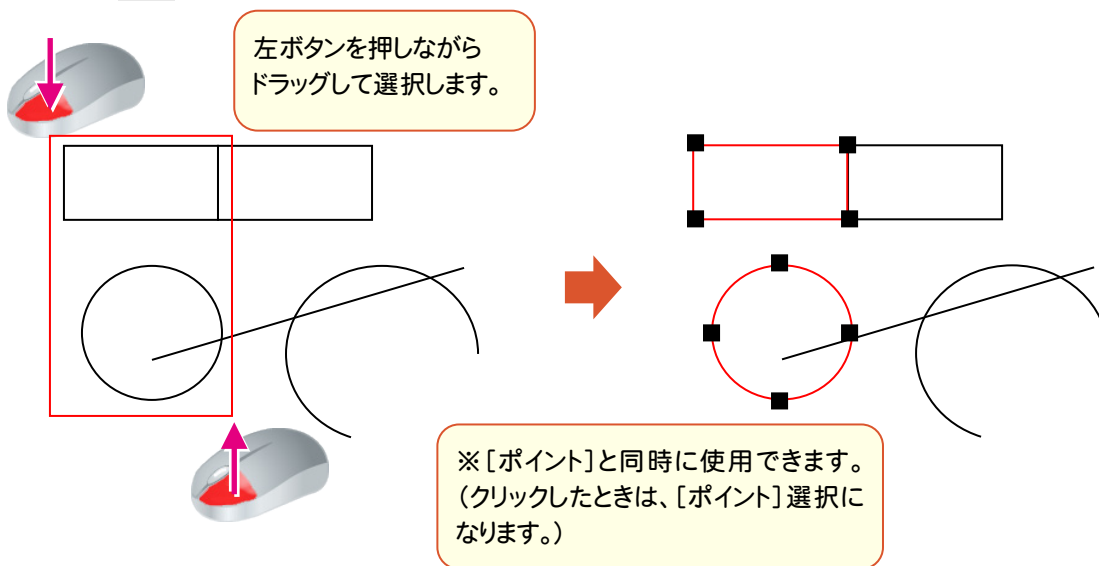 左ボタンを押しながら
ドラッグして選択します。
※[ポイント]と同時に使用できます。
(クリックしたときは、[ポイント]選択に
なります。)